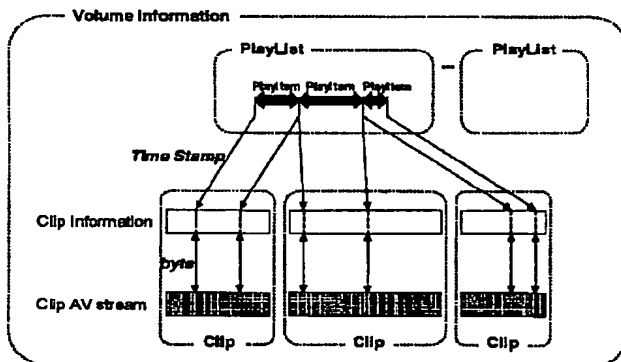 Volume Information
PlayList
PlayList
PlayItem PlayItem PlayItem
Time Stamp
Clip Information
byte
Clip AV stream
Clip
Clip
Clip